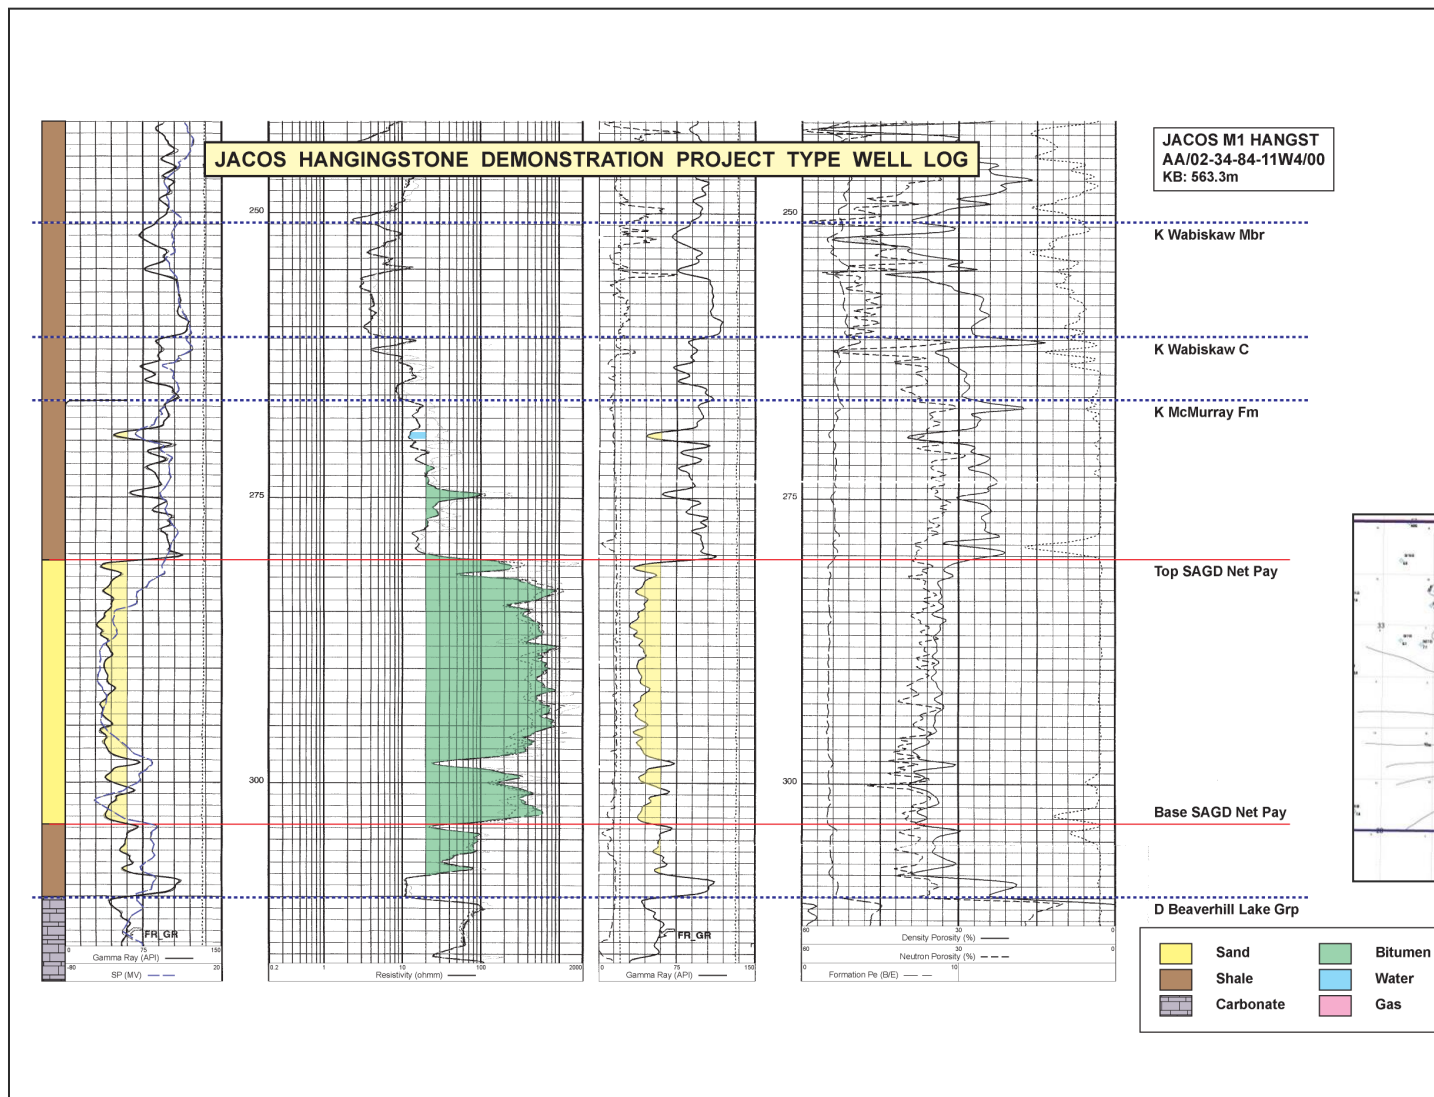 JACOS HANGINGSTONE DEMONSTRATION PROJECT TYPE WELL LOG
JACOS M1 HANGST
AA/02-34-84-11W4/00
KB: 563.3m
250
250
K Wabiskaw Mbr
K Wabiskaw C
K McMurray Fm
275
275
Top SAGD Net Pay
33
300
300
Base SAGD Net Pay
D Beaverhill Lake Grp
FR_GR
FR_GR
0 75 150
Gamma Ray (API)
-80 20
SP (MV)
0.2 1 10 100 2000
Resistivity (ohmm)
0 75 150
Gamma Ray (API)
60 30 0
Density Porosity (%)
60 30 0
Neutron Porosity (%)
0 10
Formation Pe (B/E)
Sand
Bitumen
Shale
Water
Carbonate
Gas